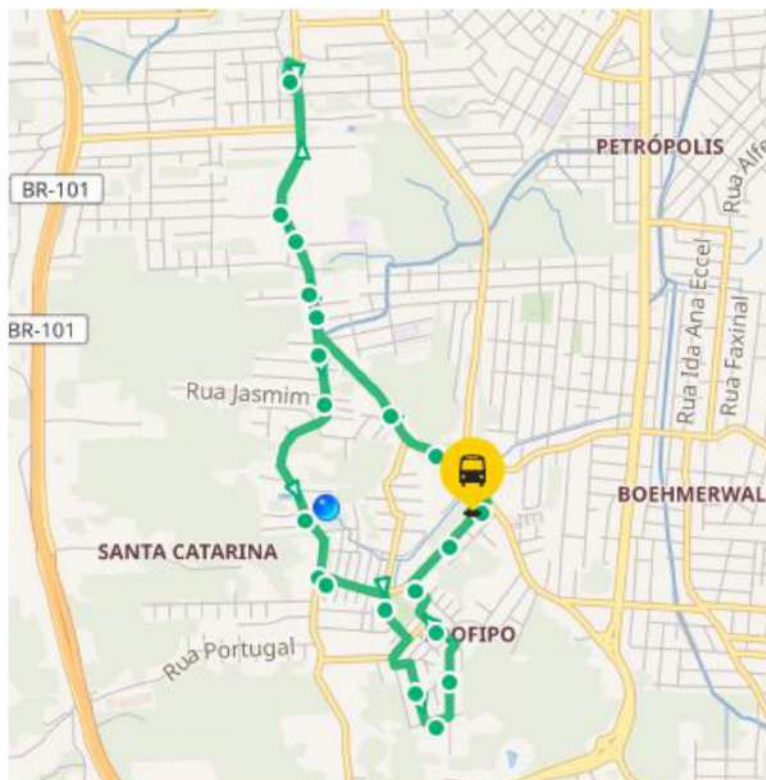 PETRÓPOLIS
Rua Alfe
BR-101
Rua Ida Ana Eccel
Rua Faxinal
BR-101
Rua Jasmim
BOEHMERWAL
SANTA CATARINA
OFIPO
Rua Portugal